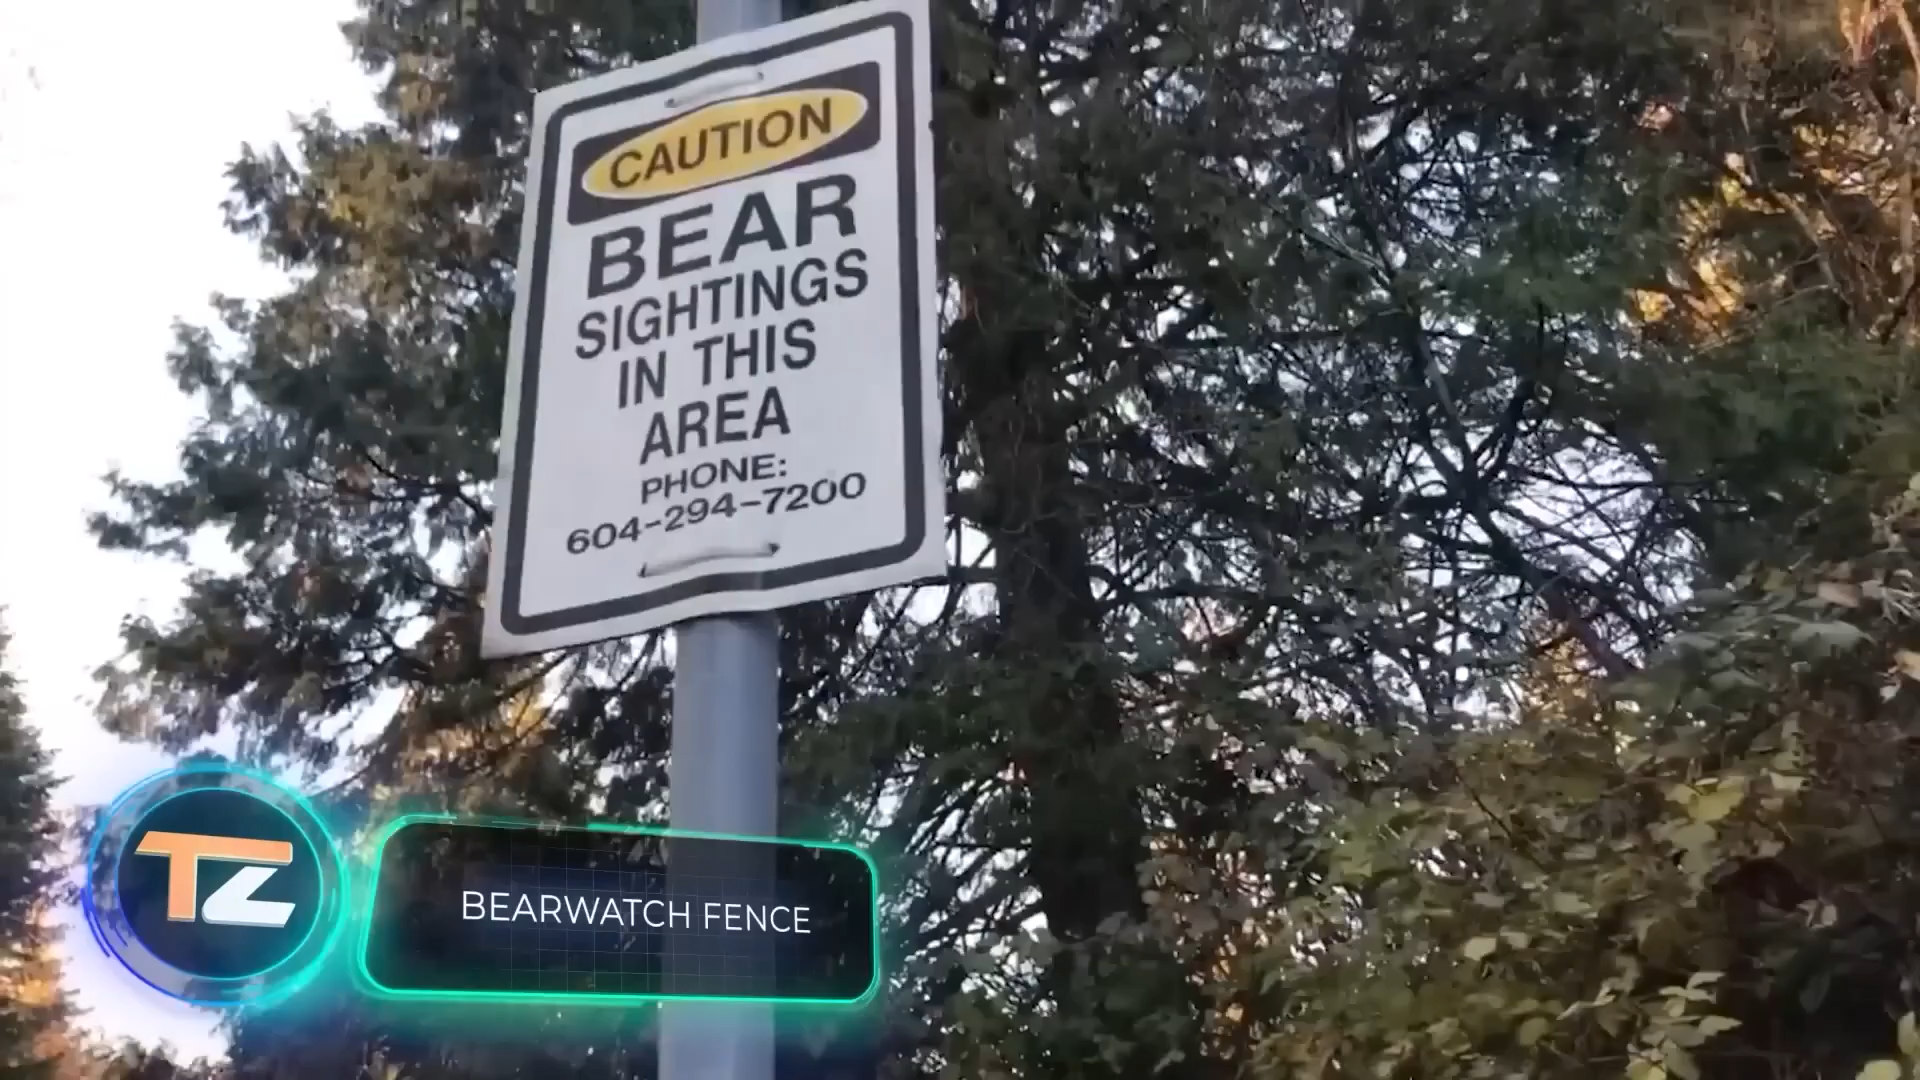 CAUTION
BEAR
SIGHTINGS
IN THIS
AREA
PHONE:
604-294-7200
TZ
BEARWATCH FENCE